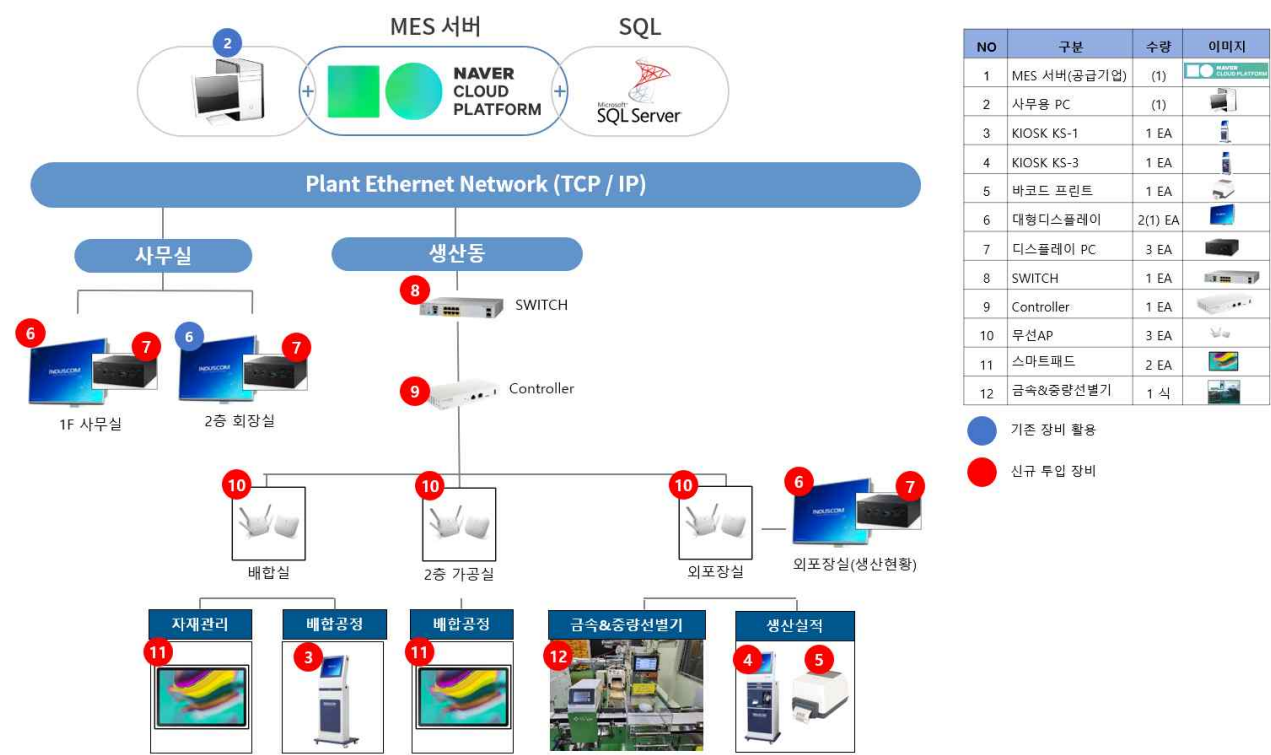 MES 서버
SQL
2
NAVER
CLOUD
PLATFORM
Microsoft
SQL Server
Plant Ethernet Network (TCP / IP)
사무실
생산동
8
SWITCH
6
INDUSCOM
7
1F 사무실
6
INDUSCOM
7
2층 회장실
9
Controller
10
배합실
10
2층 가공실
10
외포장실
6
INDUSCOM
7
외포장실(생산현황)
자재관리
11
배합공정
3
배합공정
11
금속&중량선별기
12
생산실적
4
5
NO 구분 수량 이미지
1 MES 서버(공급기업) (1) NAVER CLOUD PLATFORM
2 사무용 PC (1)
3 KIOSK KS-1 1 EA
4 KIOSK KS-3 1 EA
5 바코드 프린트 1 EA
6 대형디스플레이 2(1) EA
7 디스플레이 PC 3 EA
8 SWITCH 1 EA
9 Controller 1 EA
10 무선AP 3 EA
11 스마트패드 2 EA
12 금속&중량선별기 1 식
기존 장비 활용
신규 투입 장비